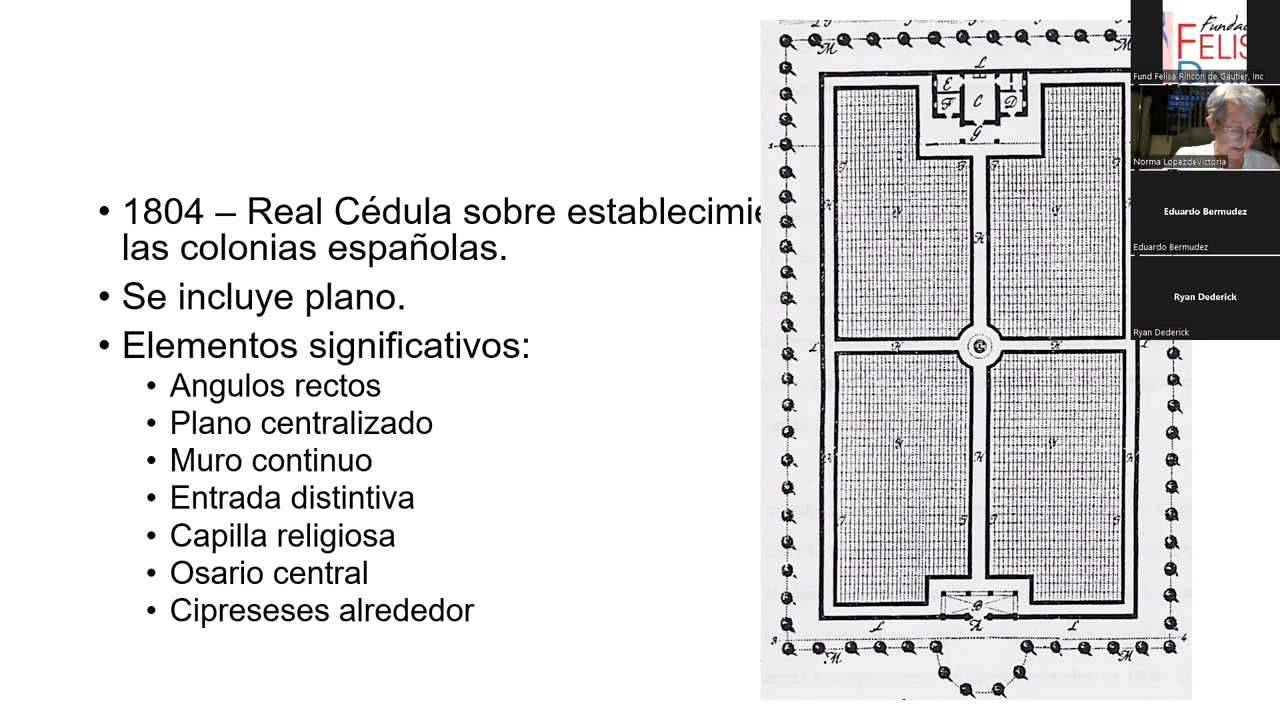 • 1804 – Real Cédula sobre establecimie
las colonias españolas.
• Se incluye plano.
• Elementos significativos:
• Angulos rectos
• Plano centralizado
• Muro continuo
• Entrada distintiva
• Capilla religiosa
• Osario central
• Cipreseses alrededor
M
M
L
E
C
F
D
G
H
L
H
H
H
B
A
L
L
M
M
Fundac
FELIS
Fund Felisa Rincon de Gautier, Inc
Norma LopezdeVictoria
Eduardo Bermudez
Eduardo Bermudez
Ryan Dederick
Ryan Dederick